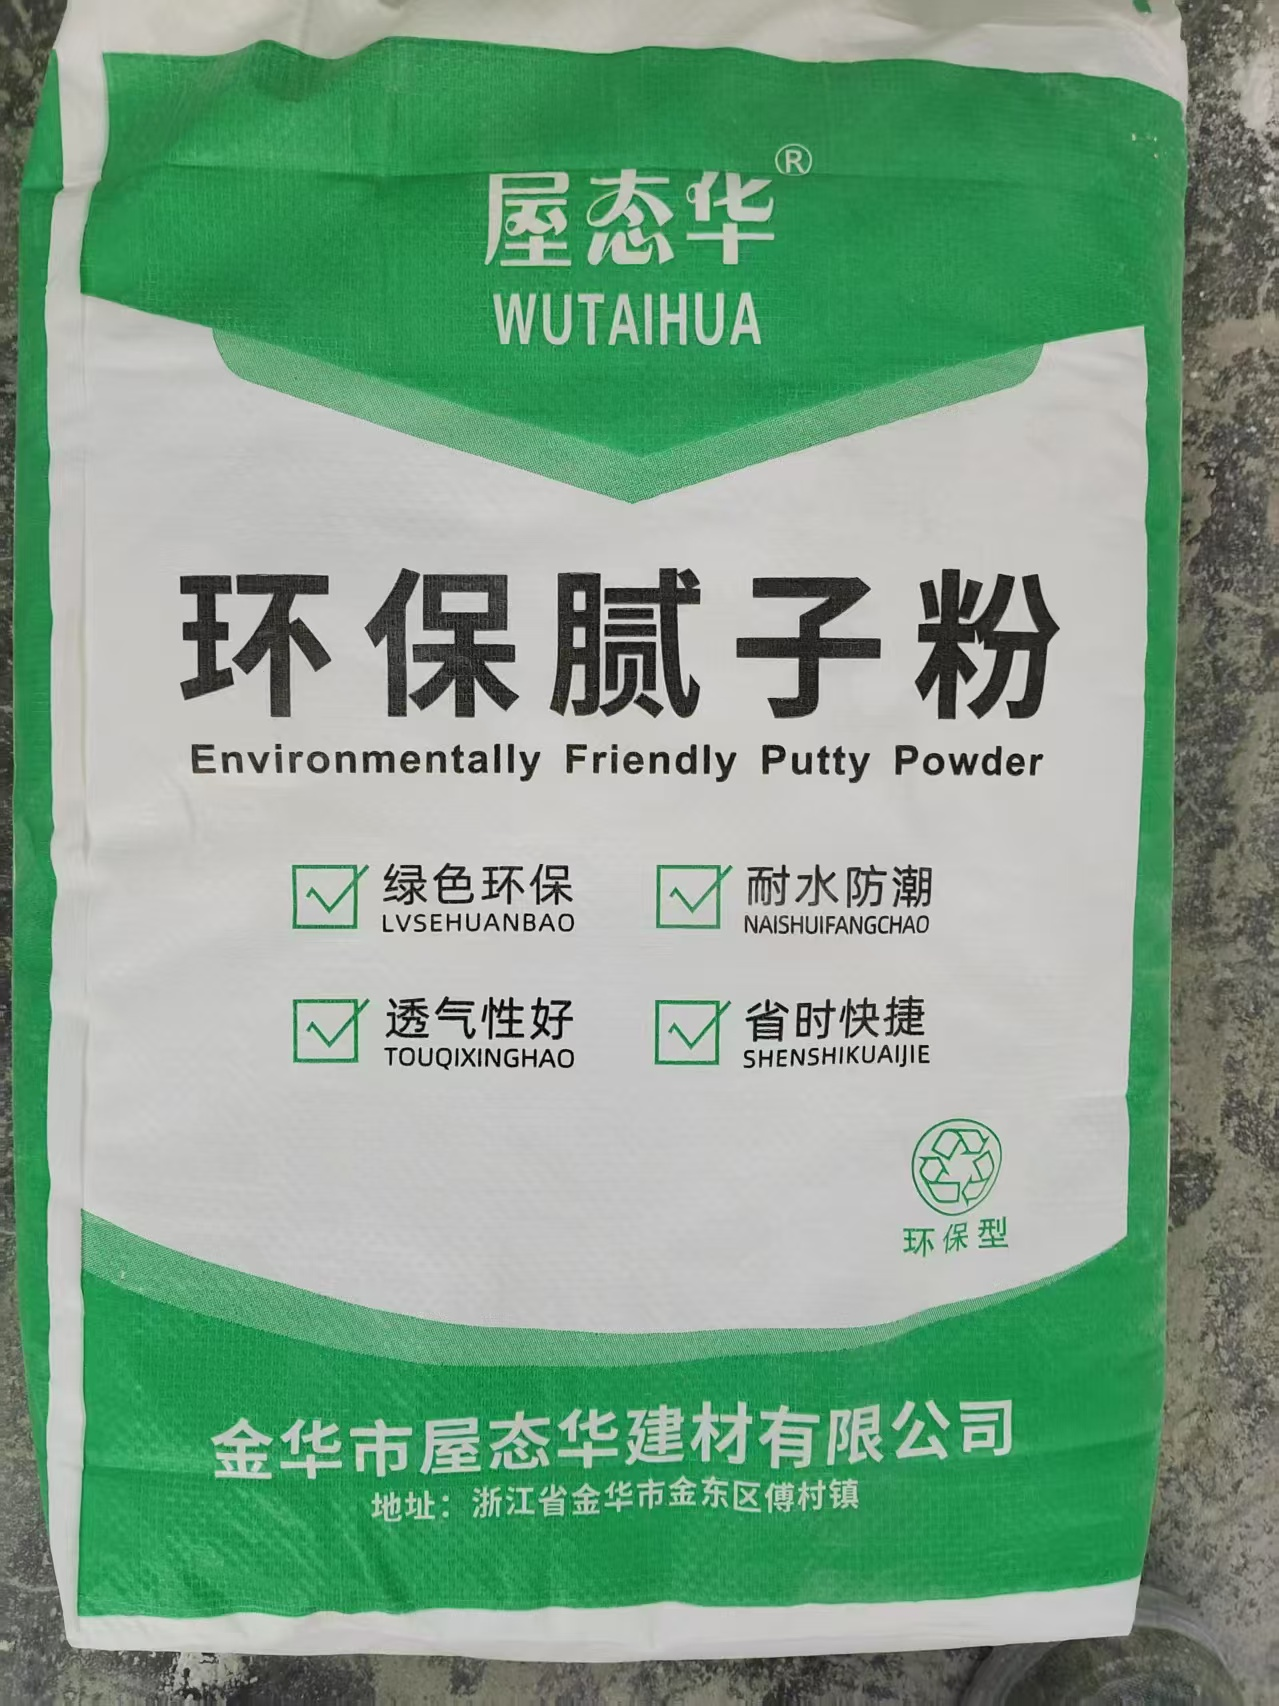 屋态华®
WUTAIHUA
环保腻子粉
Environmentally Friendly Putty Powder
绿色环保
LVSEHUANBAO
耐水防潮
NAISHUIFANGCHAO
透气性好
TOUQIXINGHAO
省时快捷
SHENSHIKUAIJIE
环保型
金华市屋态华建材有限公司
地址：浙江省金华市金东区傅村镇